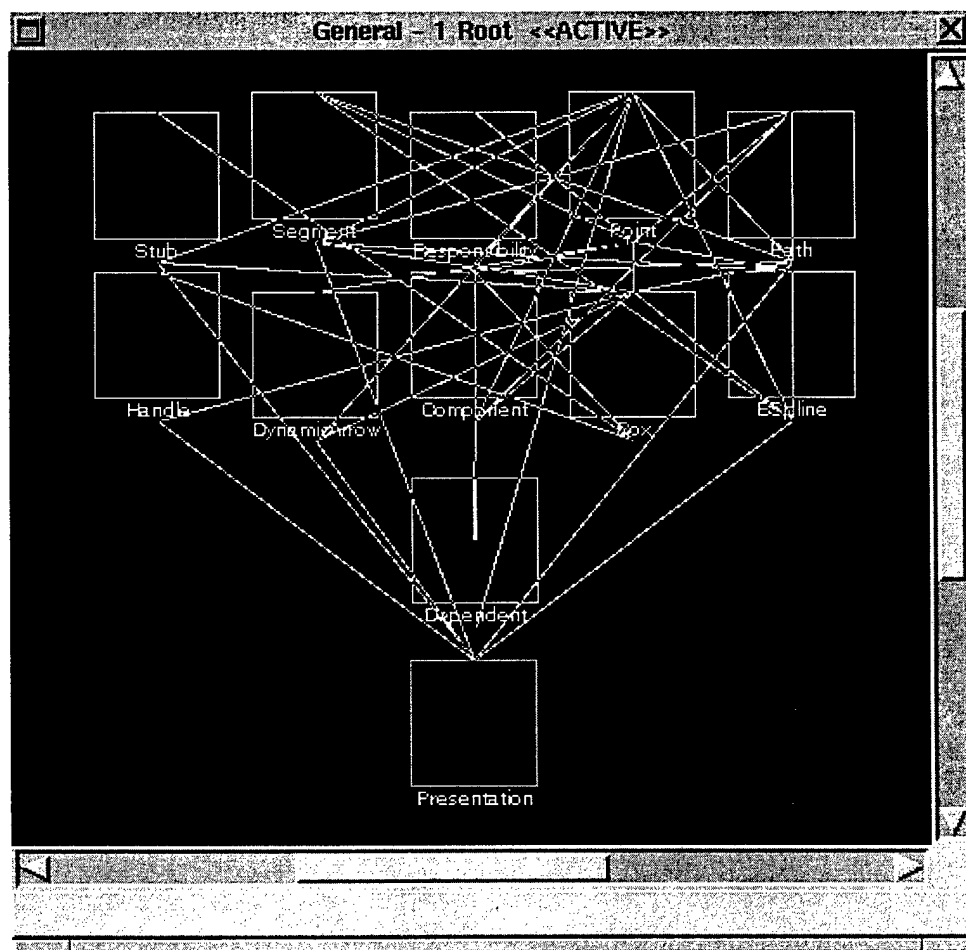 General - 1 Root <<ACTIVE>>
Stub
Segment
Responsibility
Point
Path
Handle
DynamicArrow
Component
Box
BSpline
Dependent
Presentation